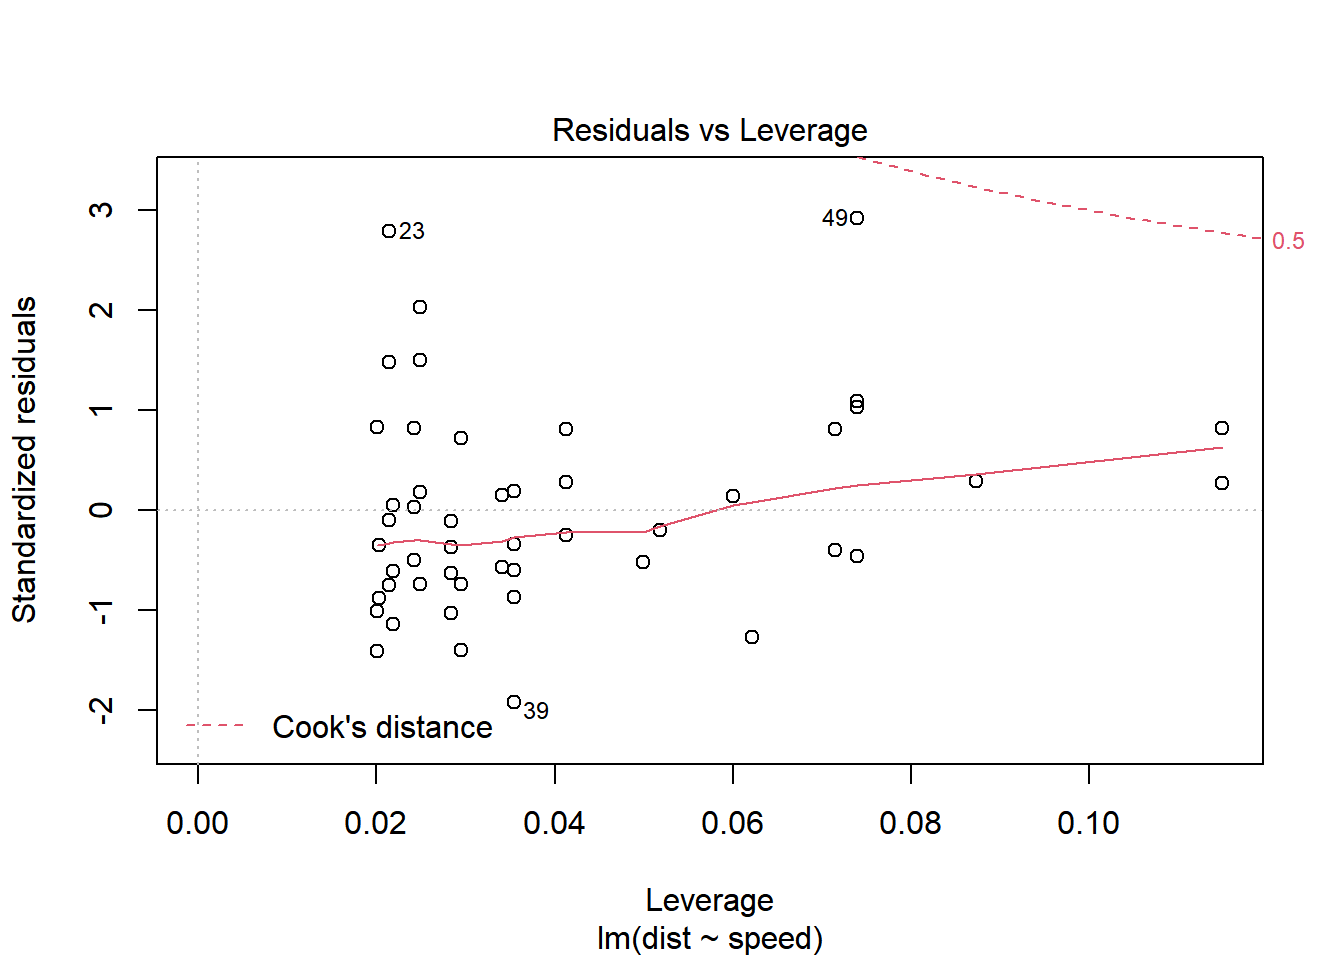 Residuals vs Leverage
Standardized residuals
3
2
1
0
-1
-2
23
49
39
0.5
Cook's distance
0.00 0.02 0.04 0.06 0.08 0.10
Leverage
lm(dist ~ speed)